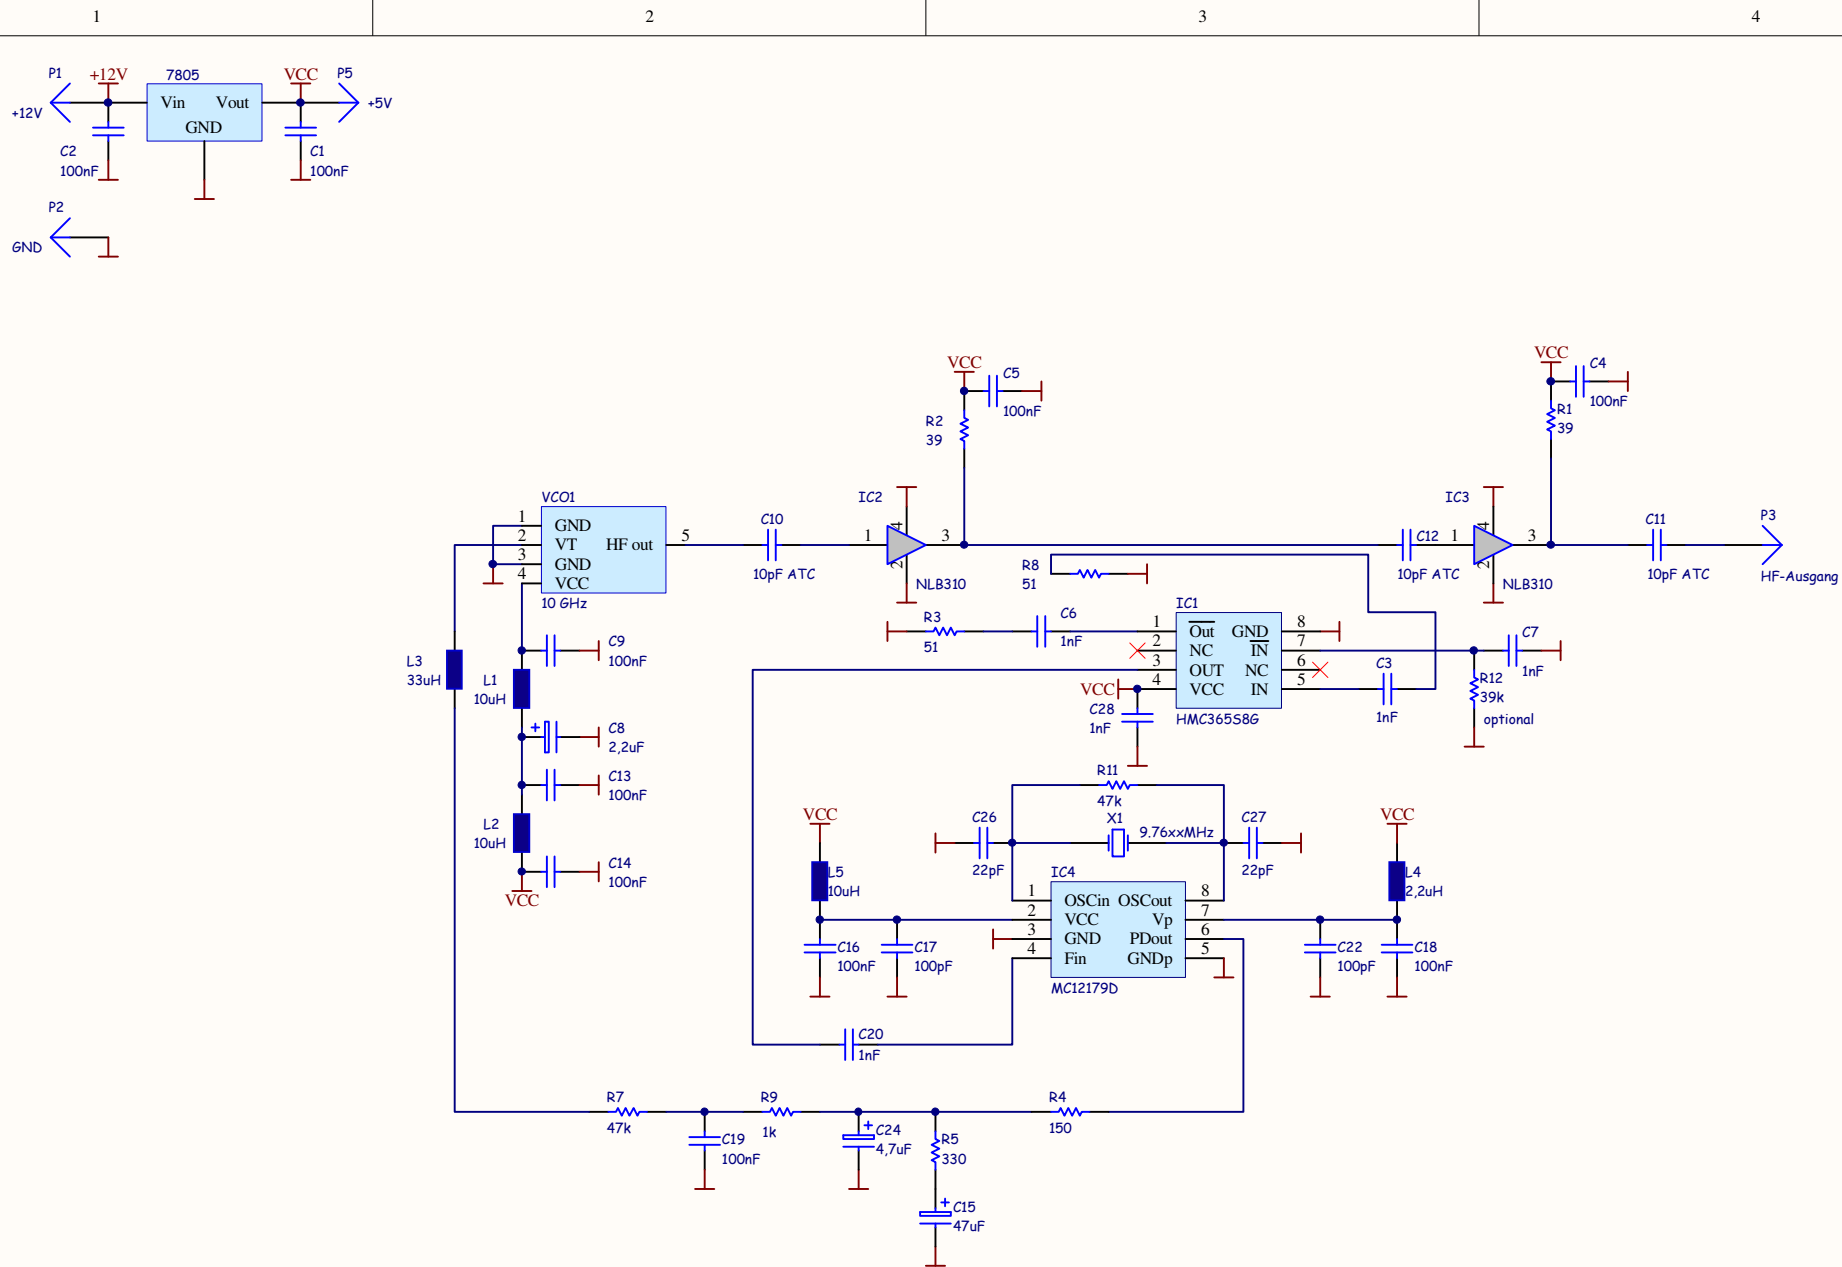 1 2 3 4
P1 +12V 7805 VCC P5
+12V Vin Vout +5V
GND
C2 C1
100nF 100nF
P2
GND
VCC C5
100nF
R2
39
VCC C4
100nF
R1
39
VCO1
1 GND
2 VT HF out 5
3 GND
4 VCC
10 GHz
C10
10pF ATC
IC2
1 4 3
2
NLB310
C12
10pF ATC
IC3
1 4 3
2
NLB310
C11
10pF ATC
P3
HF-Ausgang
R8
51
R3
51
C6
1nF
IC1
1 Out GND 8
2 NC IN 7
3 OUT NC 6
4 VCC IN 5
HMC365S8G
VCC
C28
1nF
C3
1nF
C7
1nF
R12
39k
optional
L3
33uH
C9
100nF
L1
10uH
+ C8
2,2uF
C13
100nF
L2
10uH
C14
100nF
VCC
R11
47k
X1
9.76xxMHz
C26
22pF
C27
22pF
VCC
L5
10uH
C16
100nF
C17
100pF
IC4
1 OSCin OSCout 8
2 VCC Vp 7
3 GND PDout 6
4 Fin GNDp 5
MC12179D
VCC
L4
2,2uH
C22
100pF
C18
100nF
C20
1nF
R7
47k
R9
1k
R4
150
C19
100nF
+ C24
4,7uF
R5
330
+ C15
47uF